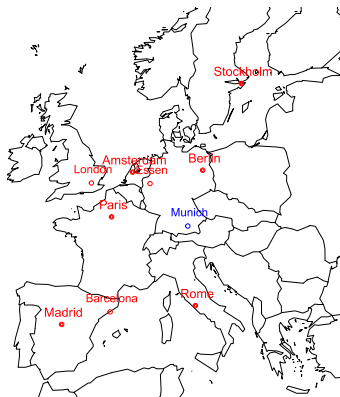 Stockholm
Amsterdam
Essen
Berlin
London
Paris
Munich
Barcelona
Rome
Madrid